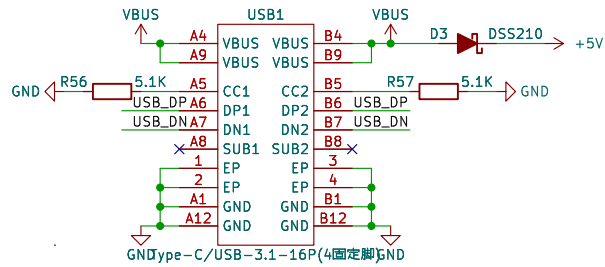 VBUS USB1 VBUS
A4 VBUS VBUS B4 D3 DSS210 +5V
A9 VBUS VBUS B9
GND R56 5.1K A5 CC1 CC2 B5 R57 5.1K GND
USB_DP A6 DP1 DP2 B6 USB_DP
USB_DN A7 DN1 DN2 B7 USB_DN
A8 SUB1 SUB2 B8
1 EP EP 3
2 EP EP 4
A1 GND GND B1
A12 GND GND B12
GND Type-C/USB-3.1-16P(4固定脚) GND